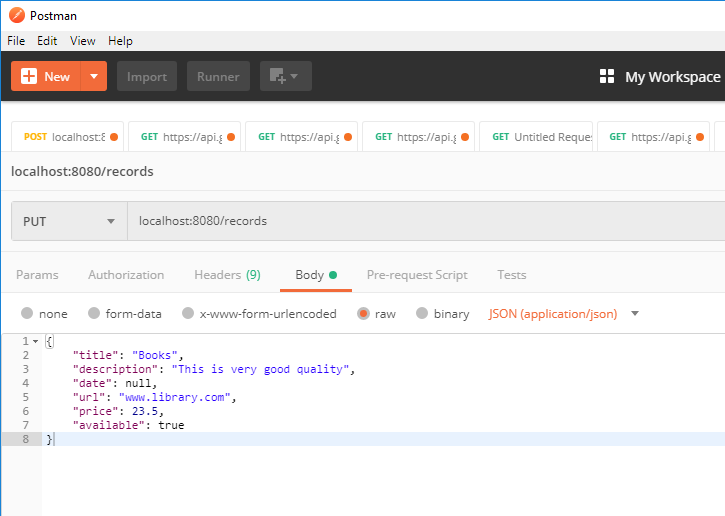 Postman
File Edit View Help
New Import Runner My Workspace
POST localhost:8 GET https://api.g GET https://api.g GET https://api.g GET Untitled Reques GET https://api.g
localhost:8080/records
PUT localhost:8080/records
Params Authorization Headers (9) Body Pre-request Script Tests
none form-data x-www-form-urlencoded raw binary JSON (application/json)
1 {
2 "title": "Books",
3 "description": "This is very good quality",
4 "date": null,
5 "url": "www.library.com",
6 "price": 23.5,
7 "available": true
8 }